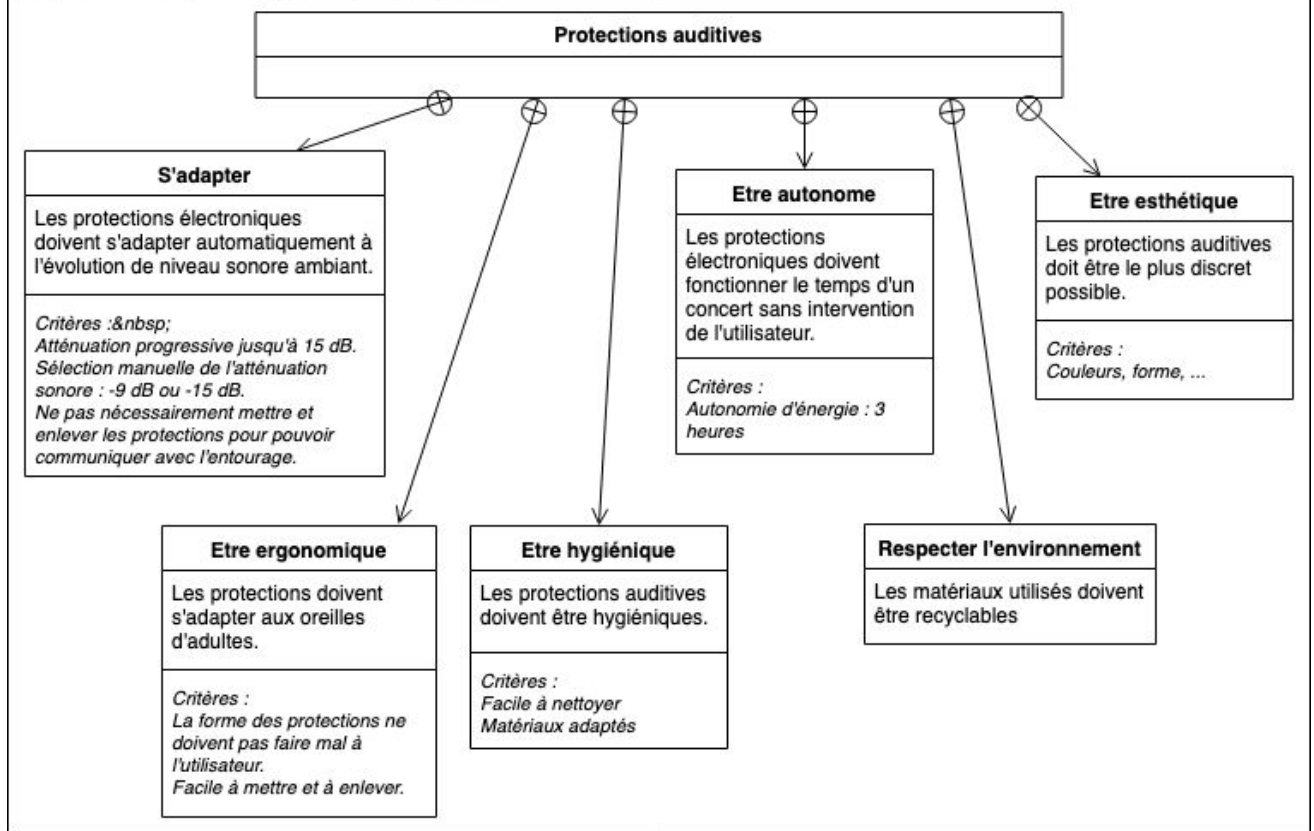 Protections auditives
S'adapter
Les protections électroniques
doivent s'adapter automatiquement à
l'évolution de niveau sonore ambiant.
Critères :&nbsp;
Atténuation progressive jusqu'à 15 dB.
Sélection manuelle de l'atténuation
sonore : -9 dB ou -15 dB.
Ne pas nécessairement mettre et
enlever les protections pour pouvoir
communiquer avec l'entourage.
Etre autonome
Les protections
électroniques doivent
fonctionner le temps d'un
concert sans intervention
de l'utilisateur.
Critères :
Autonomie d'énergie : 3
heures
Etre esthétique
Les protections auditives
doit être le plus discret
possible.
Critères :
Couleurs, forme, ...
Etre ergonomique
Les protections doivent
s'adapter aux oreilles
d'adultes.
Critères :
La forme des protections ne
doivent pas faire mal à
l'utilisateur.
Facile à mettre et à enlever.
Etre hygiénique
Les protections auditives
doivent être hygiéniques.
Critères :
Facile à nettoyer
Matériaux adaptés
Respecter l'environnement
Les matériaux utilisés doivent
être recyclables